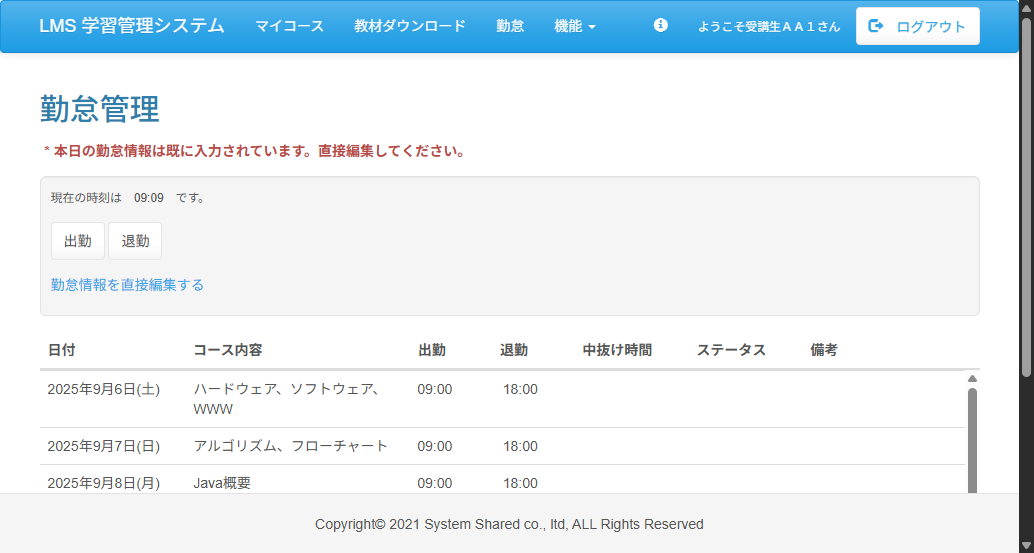 LMS 学習管理システム マイコース 教材ダウンロード 勤怠 機能 ようこそ受講生ＡＡ１さん ログアウト
勤怠管理
* 本日の勤怠情報は既に入力されています。直接編集してください。
現在の時刻は 09:09 です。
出勤 退勤
勤怠情報を直接編集する
日付 コース内容 出勤 退勤 中抜け時間 ステータス 備考
2025年9月6日(土) ハードウェア、ソフトウェア、 09:00 18:00
WWW
2025年9月7日(日) アルゴリズム、フローチャート 09:00 18:00
2025年9月8日(月) Java概要 09:00 18:00
Copyright© 2021 System Shared co., ltd, ALL Rights Reserved